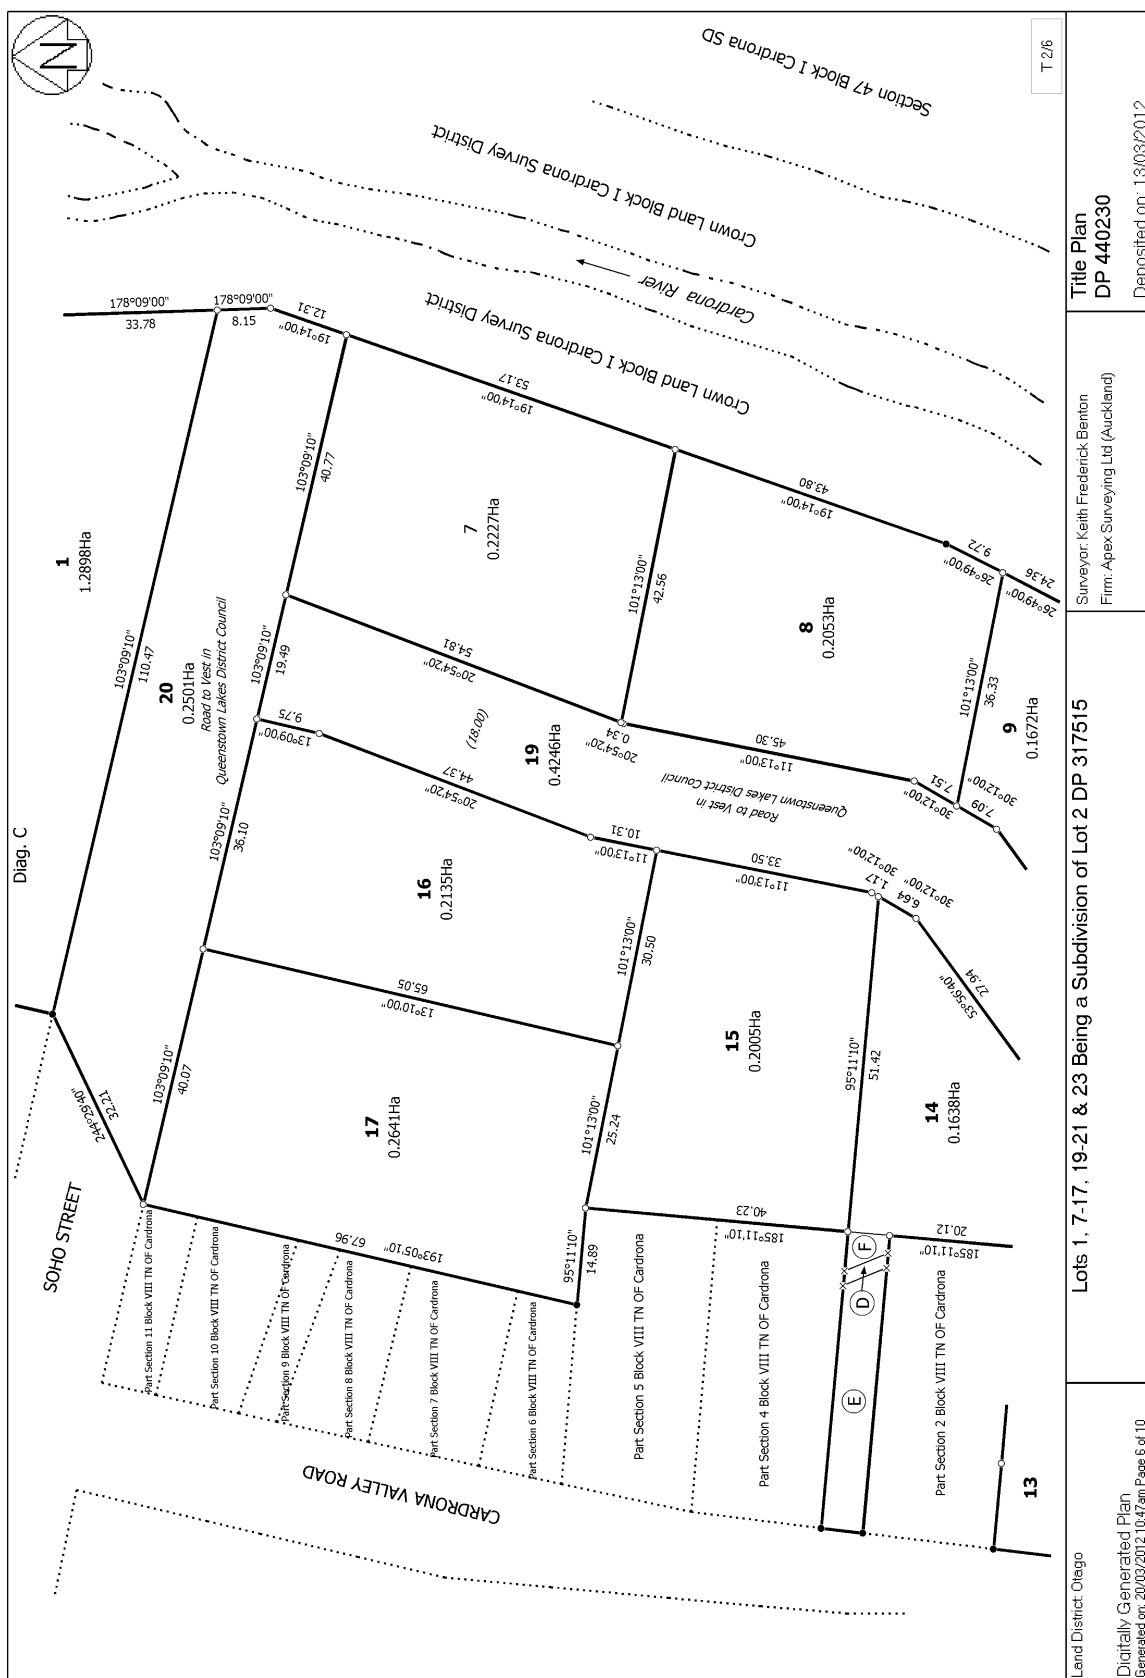 N
Diag. C
T 2/6
Section 47 Block I Cardrona SD
Crown Land Block I Cardrona Survey District
Cardrona River
Crown Land Block I Cardrona Survey District
178°09'00"
33.78
178°09'00"
8.15
19°14'00"
12.31
19°14'00"
53.17
19°14'00"
43.80
26°49'00"
9.72
26°49'00"
24.36
1
1.2898Ha
103°09'10"
110.47
20
0.2501Ha
Road to Vest in
Queenstown Lakes District Council
103°09'10"
40.77
103°09'10"
19.49
103°09'10"
36.10
103°09'10"
40.07
244°29'40"
32.21
SOHO STREET
7
0.2227Ha
101°13'00"
42.56
20°54'20"
54.81
20°54'20"
0.34
8
0.2053Ha
11°13'00"
45.30
30°12'00"
7.51
101°13'00"
36.33
9
0.1672Ha
30°12'00"
7.09
19
0.4246Ha
(18.00)
Road to Vest in
Queenstown Lakes District Council
13°09'00"
9.75
20°54'20"
44.37
11°13'00"
10.31
16
0.2135Ha
13°10'00"
65.05
101°13'00"
30.50
11°13'00"
33.50
30°12'00"
1.17
30°12'00"
6.64
53°56'40"
27.94
15
0.2005Ha
95°11'10"
51.42
14
0.1638Ha
17
0.2641Ha
101°13'00"
25.24
193°05'10"
67.96
95°11'10"
14.89
185°11'10"
40.23
185°11'10"
20.12
Part Section 11 Block VIII TN OF Cardrona
Part Section 10 Block VIII TN OF Cardrona
Part Section 9 Block VIII TN OF Cardrona
Part Section 8 Block VIII TN OF Cardrona
Part Section 7 Block VIII TN OF Cardrona
Part Section 6 Block VIII TN OF Cardrona
Part Section 5 Block VIII TN OF Cardrona
Part Section 4 Block VIII TN OF Cardrona
Part Section 2 Block VIII TN OF Cardrona
F
D
E
13
CARDRONA VALLEY ROAD
Land District: Otago
Digitally Generated Plan
Generated on: 20/03/2012 10:47am Page 6 of 10
Lots 1, 7-17, 19-21 & 23 Being a Subdivision of Lot 2 DP 317515
Surveyor: Keith Frederick Benton
Firm: Apex Surveying Ltd (Auckland)
Title Plan
DP 440230
Deposited on: 13/03/2012